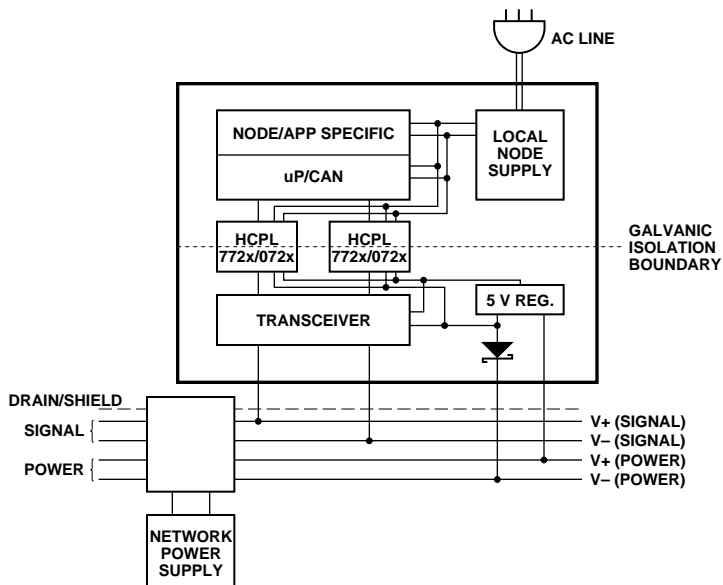 AC LINE
NODE/APP SPECIFIC
uP/CAN
LOCAL
NODE
SUPPLY
HCPL
772x/072x
HCPL
772x/072x
GALVANIC
ISOLATION
BOUNDARY
5 V REG.
TRANSCEIVER
DRAIN/SHIELD
SIGNAL
POWER
V+ (SIGNAL)
V– (SIGNAL)
V+ (POWER)
V– (POWER)
NETWORK
POWER
SUPPLY